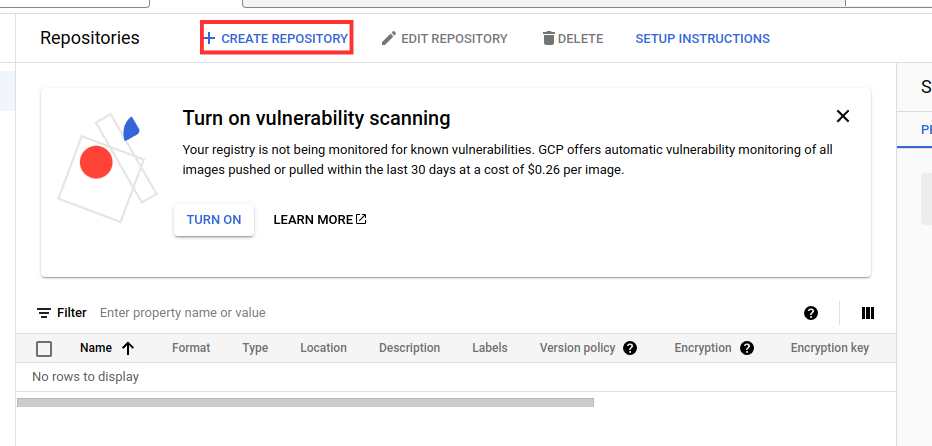 Repositories
CREATE REPOSITORY
EDIT REPOSITORY
DELETE
SETUP INSTRUCTIONS
Turn on vulnerability scanning
Your registry is not being monitored for known vulnerabilities. GCP offers automatic vulnerability monitoring of all
images pushed or pulled within the last 30 days at a cost of $0.26 per image.
TURN ON
LEARN MORE
Filter
Enter property name or value
Name
Format
Type
Location
Description
Labels
Version policy
Encryption
Encryption key
No rows to display